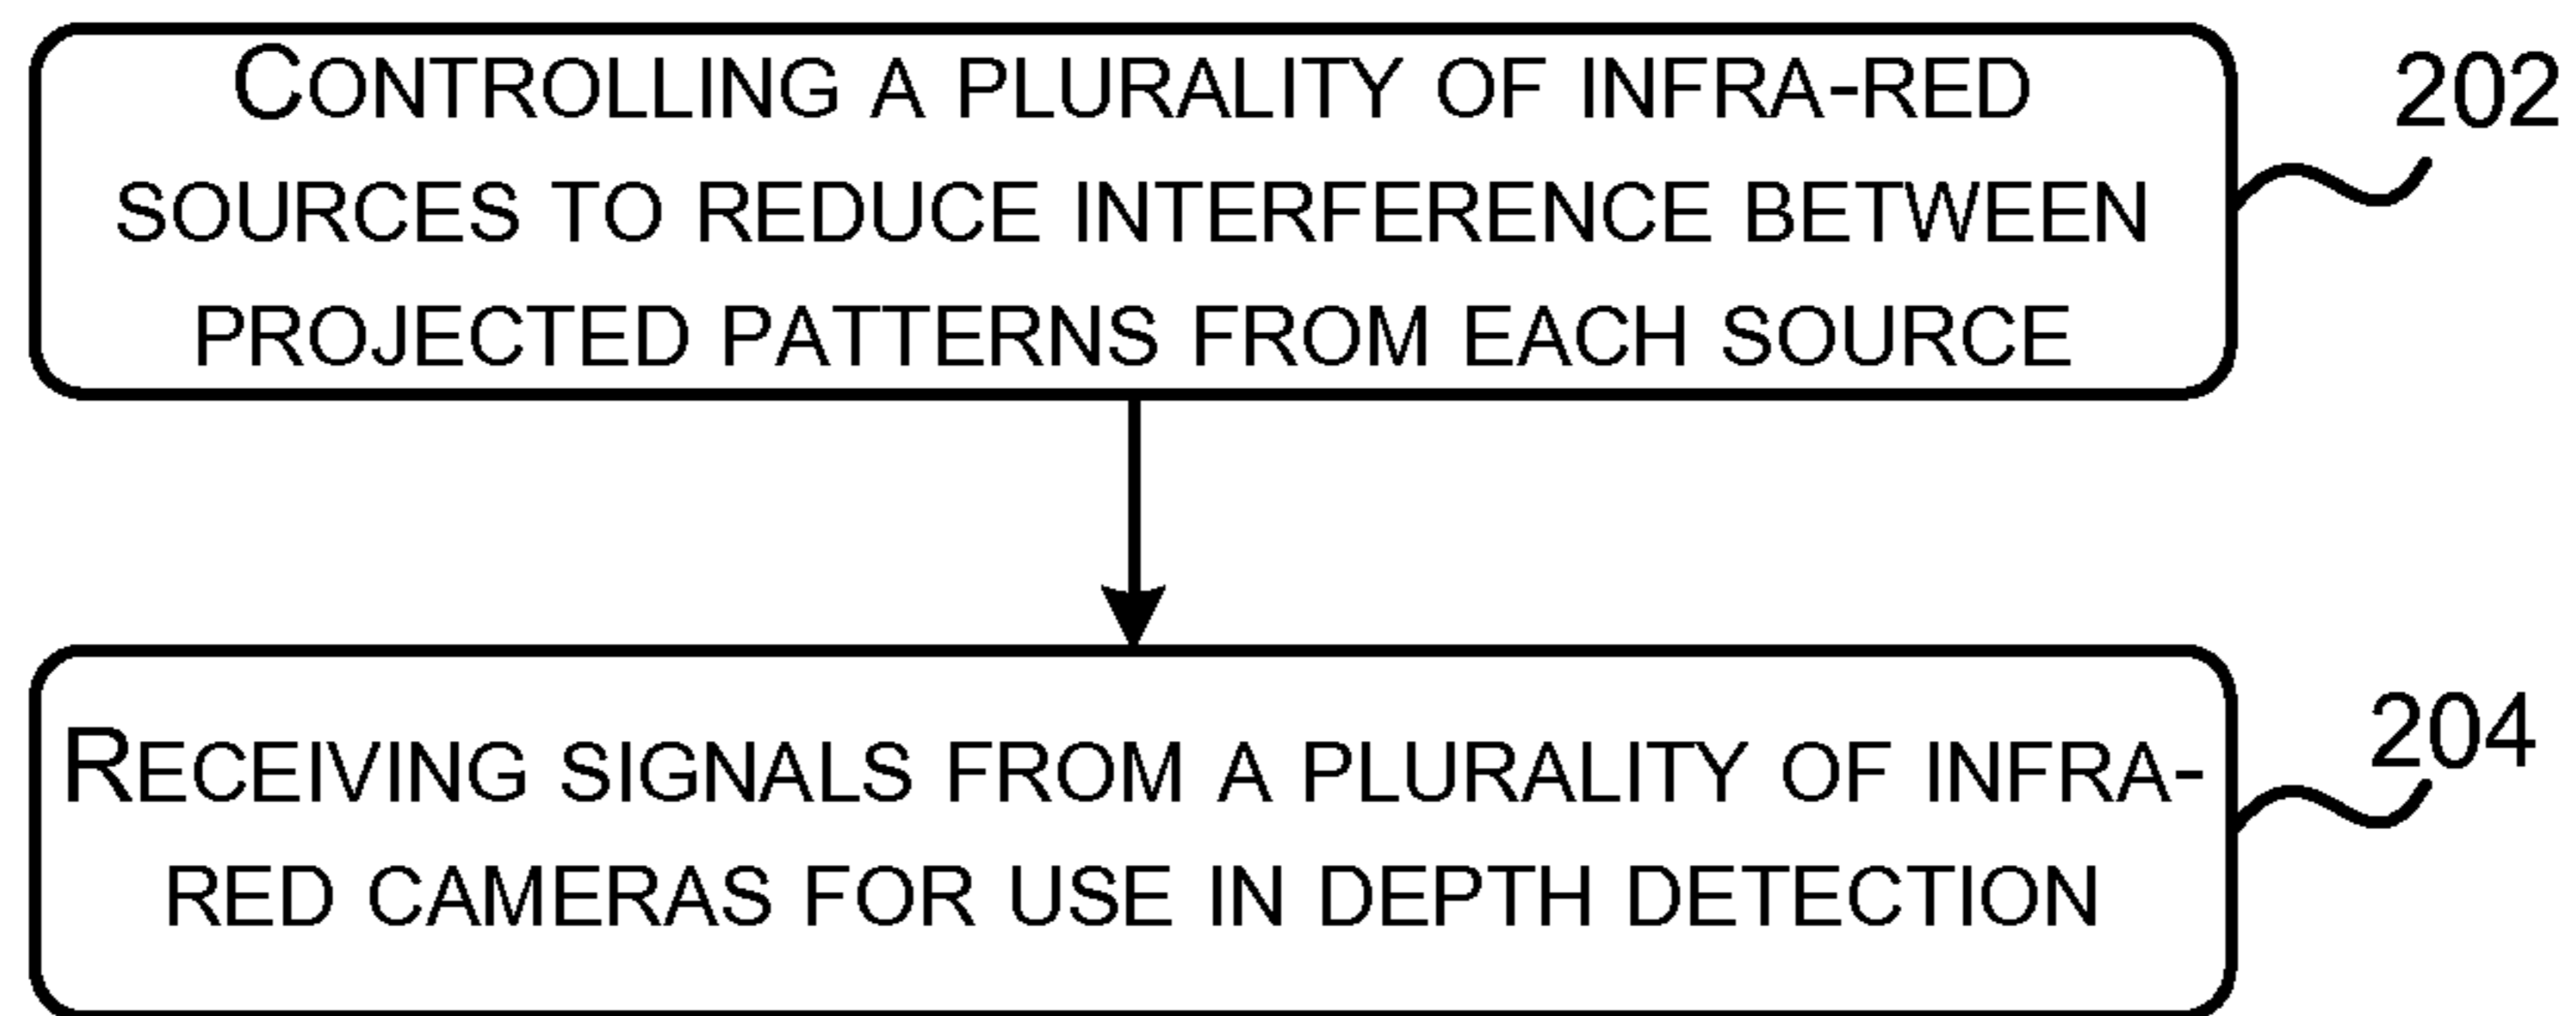 CONTROLLING A PLURALITY OF INFRA-RED
SOURCES TO REDUCE INTERFERENCE BETWEEN
PROJECTED PATTERNS FROM EACH SOURCE
202
RECEIVING SIGNALS FROM A PLURALITY OF INFRA-
RED CAMERAS FOR USE IN DEPTH DETECTION
204